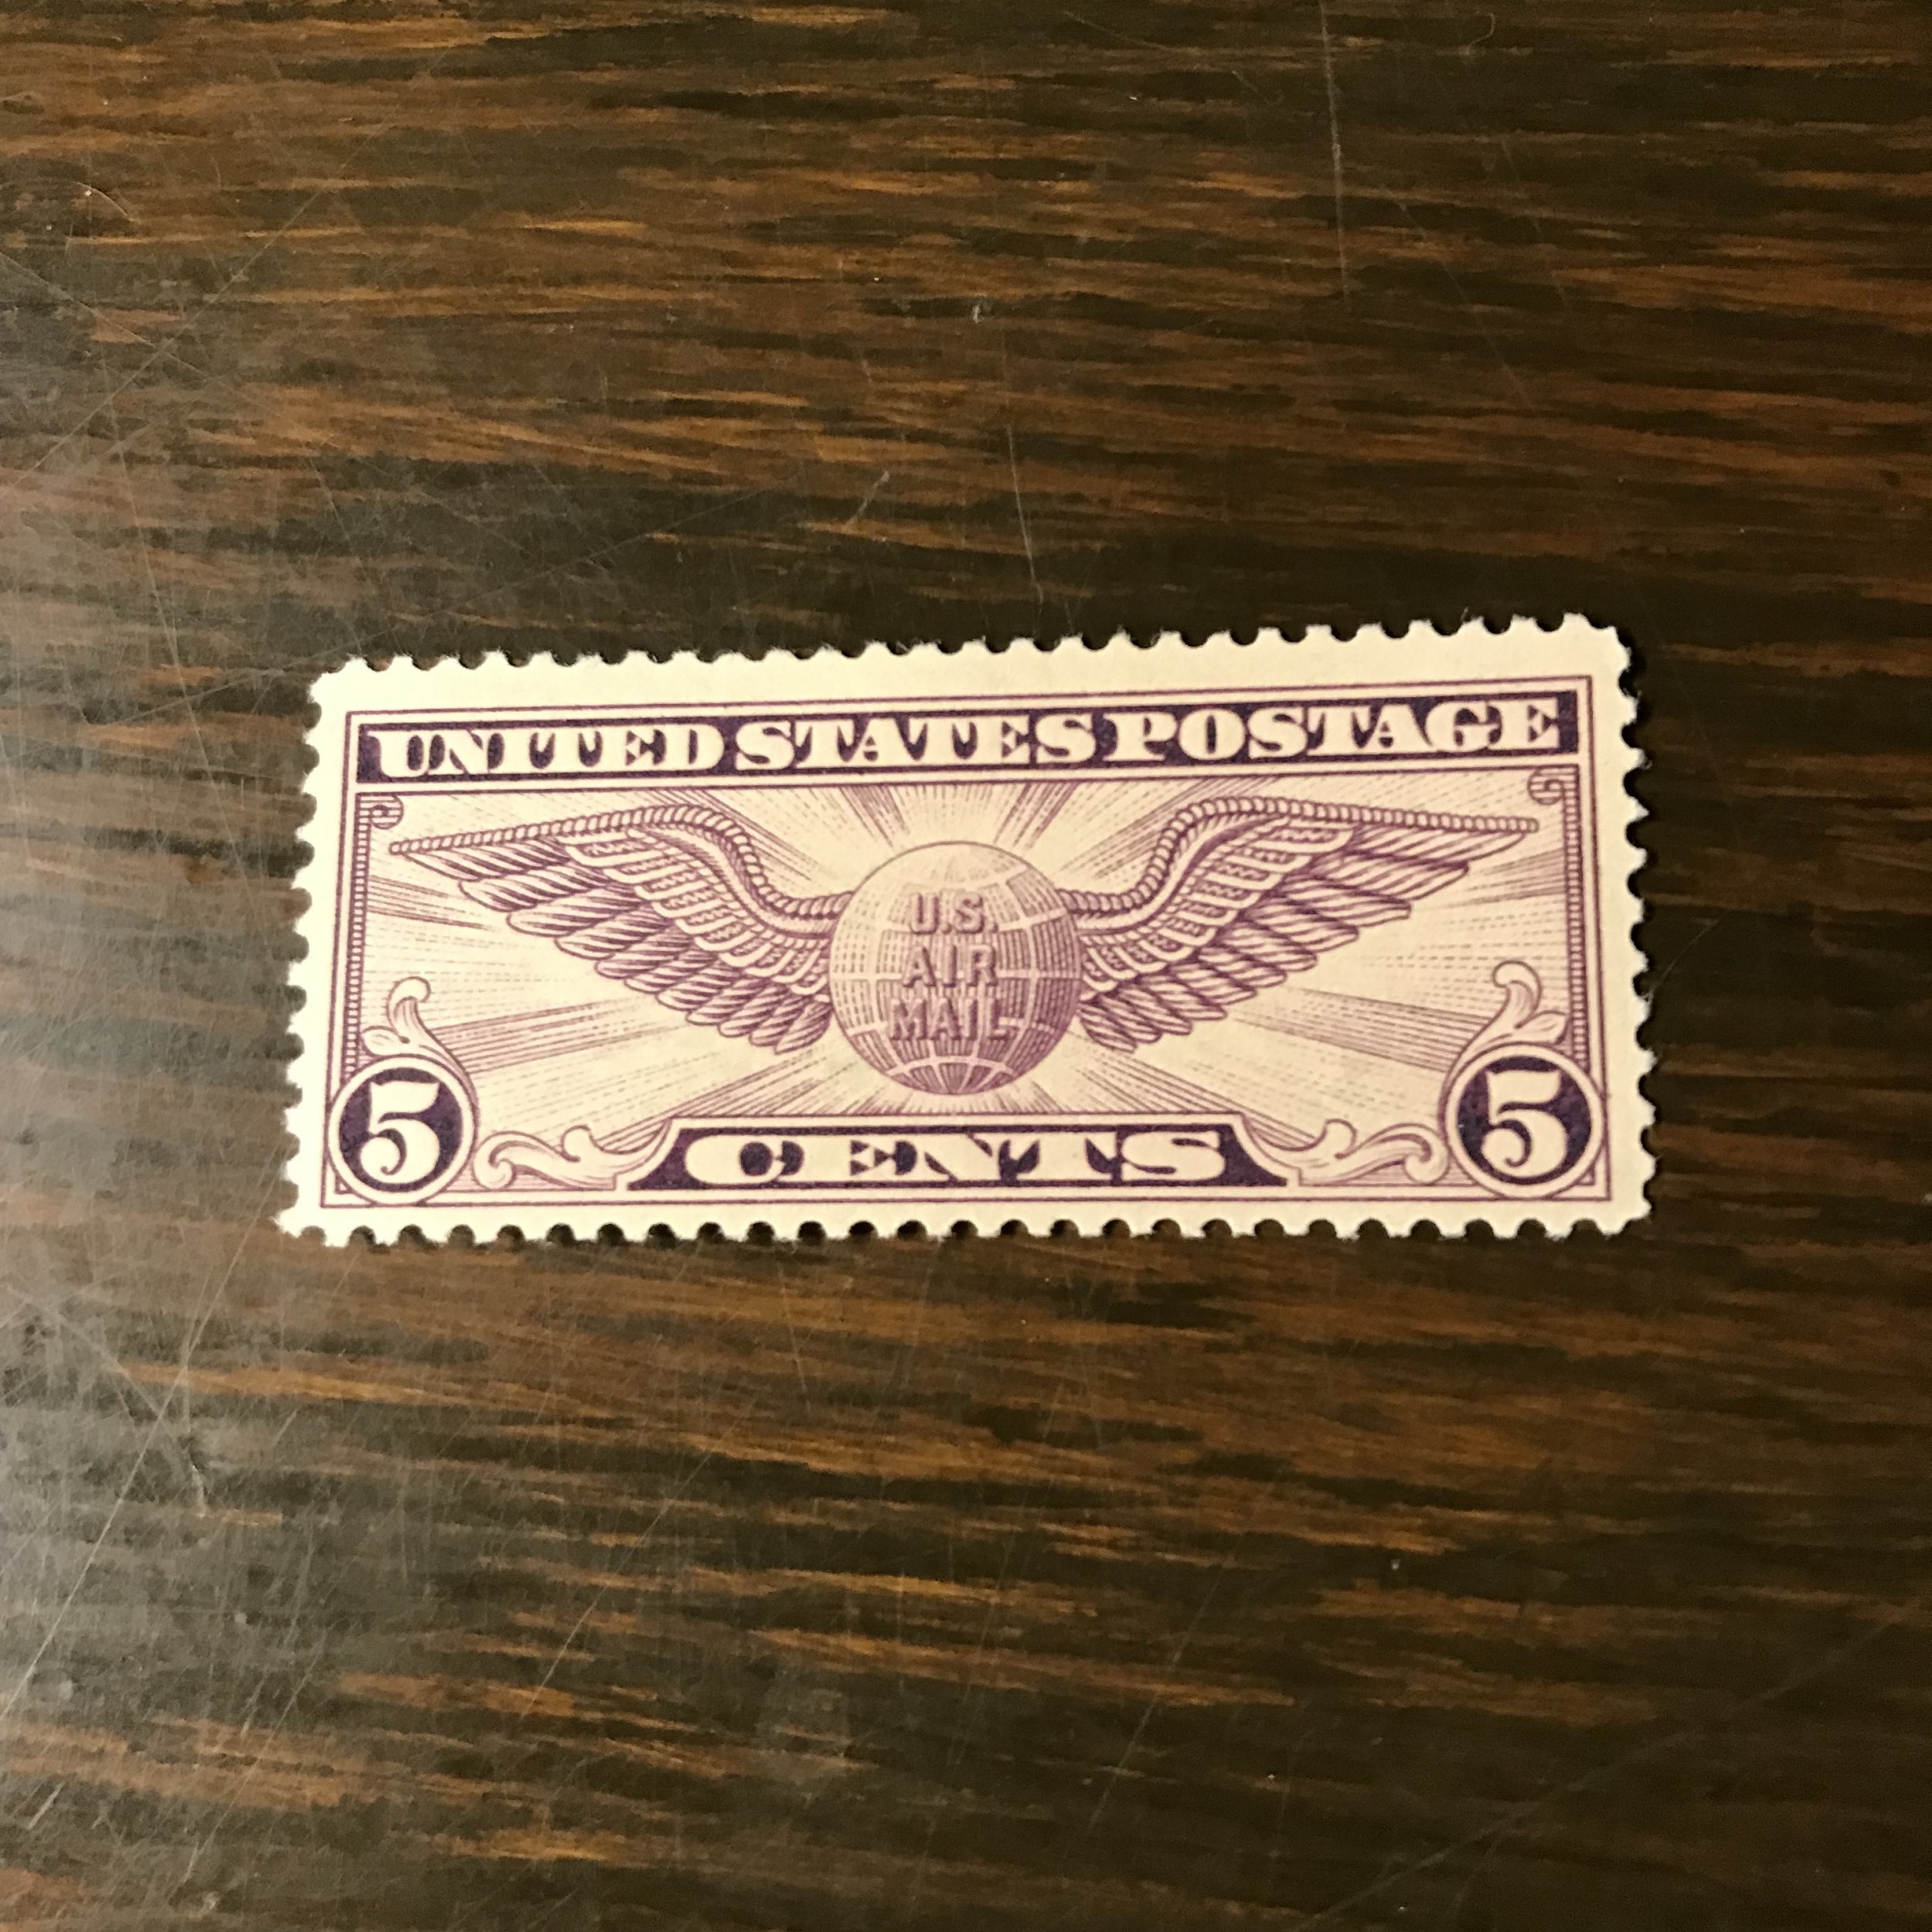 UNITED STATES POSTAGE
U.S.
AIR
MAIL
5 CENTS 5